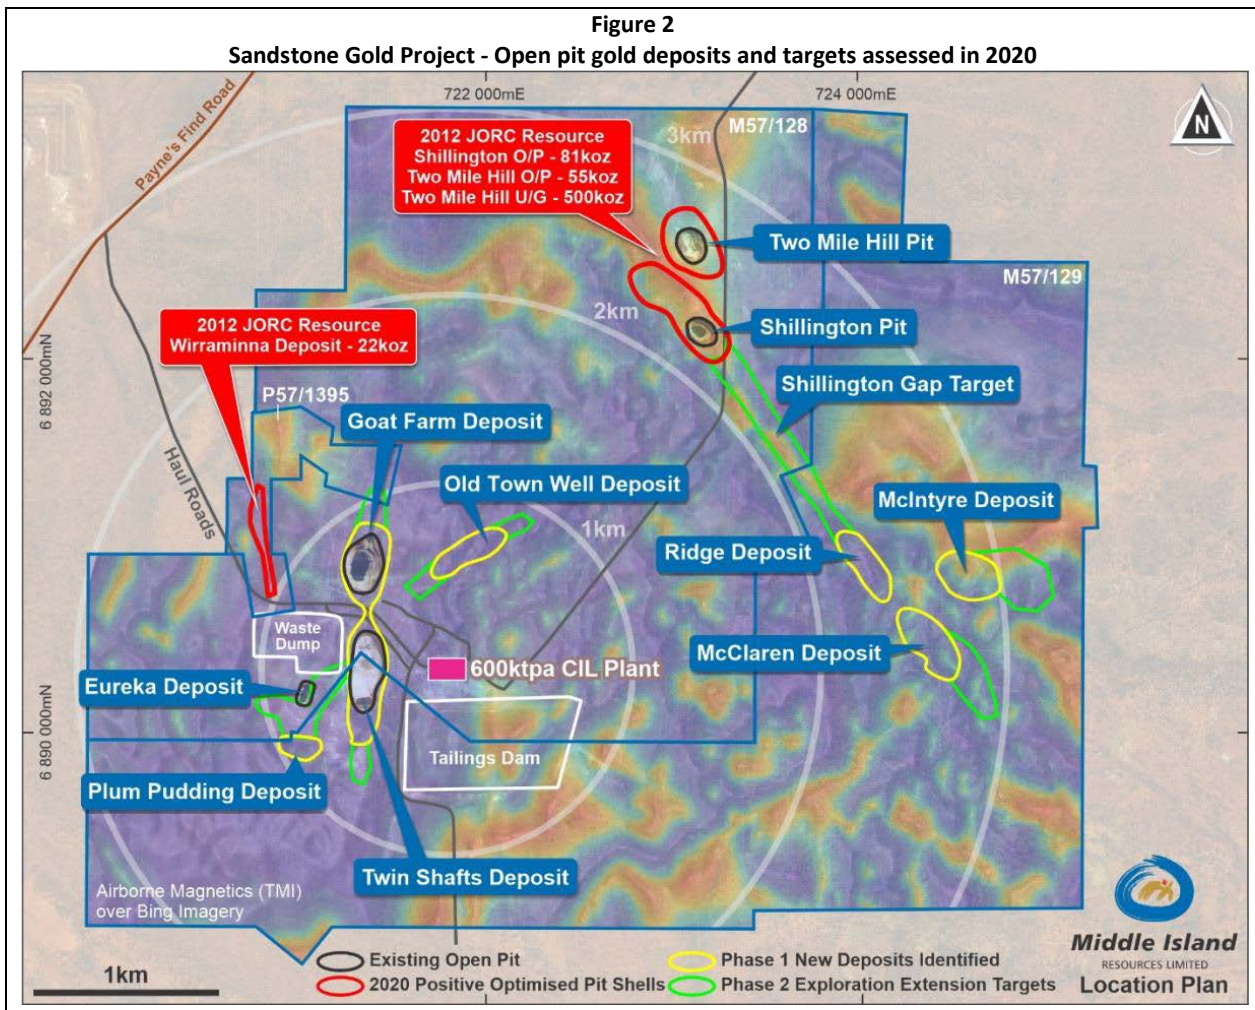 Figure 2
Sandstone Gold Project - Open pit gold deposits and targets assessed in 2020
722 000mE
724 000mE
Payne's Find Road
2012 JORC Resource
Shillington O/P - 81koz
Two Mile Hill O/P - 55koz
Two Mile Hill U/G - 500koz
3km
M57/128
N
Two Mile Hill Pit
M57/129
2km
2012 JORC Resource
Wirraminna Deposit - 22koz
Shillington Pit
6 892 000mN
Shillington Gap Target
P57/1395
Goat Farm Deposit
Haul Roads
Old Town Well Deposit
McIntyre Deposit
1km
Ridge Deposit
Waste
Dump
McClaren Deposit
600ktpa CIL Plant
Eureka Deposit
6 890 000mN
Tailings Dam
Plum Pudding Deposit
Twin Shafts Deposit
Airborne Magnetics (TMI)
over Bing Imagery
Existing Open Pit
Phase 1 New Deposits Identified
2020 Positive Optimised Pit Shells
Phase 2 Exploration Extension Targets
1km
Middle Island
RESOURCES LIMITED
Location Plan